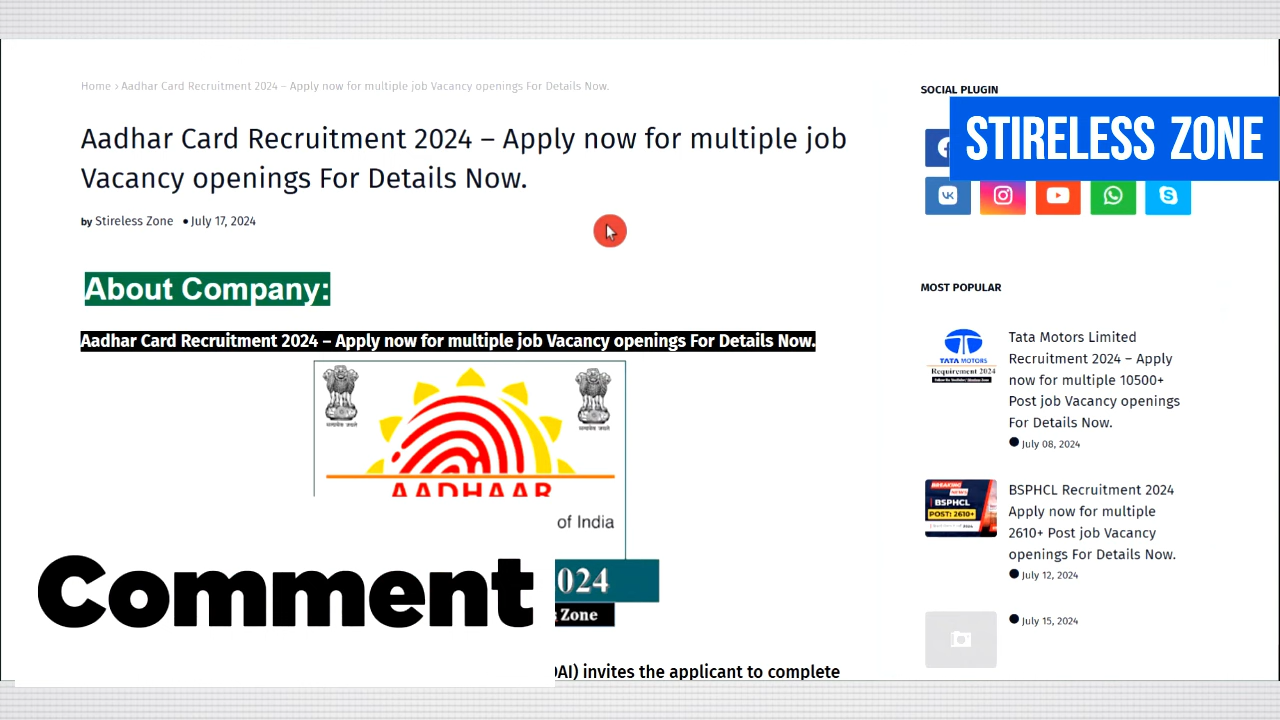 Home › Aadhar Card Recruitment 2024 – Apply now for multiple job Vacancy openings For Details Now.
Aadhar Card Recruitment 2024 – Apply now for multiple job
Vacancy openings For Details Now.
by Stireless Zone • July 17, 2024
About Company:
Aadhar Card Recruitment 2024 – Apply now for multiple job Vacancy openings For Details Now.
AADHAAR
of India
024
s Zone
Comment
DAI) invites the applicant to complete
SOCIAL PLUGIN
STIRELESS ZONE
MOST POPULAR
TATA MOTORS
Requirement 2024
Tata Motors Limited
Recruitment 2024 – Apply
now for multiple 10500+
Post job Vacancy openings
For Details Now.
July 08, 2024
BREAKING
NEWS
BSPHCL
POST: 2610+
BSPHCL Recruitment 2024
Apply now for multiple
2610+ Post job Vacancy
openings For Details Now.
July 12, 2024
July 15, 2024